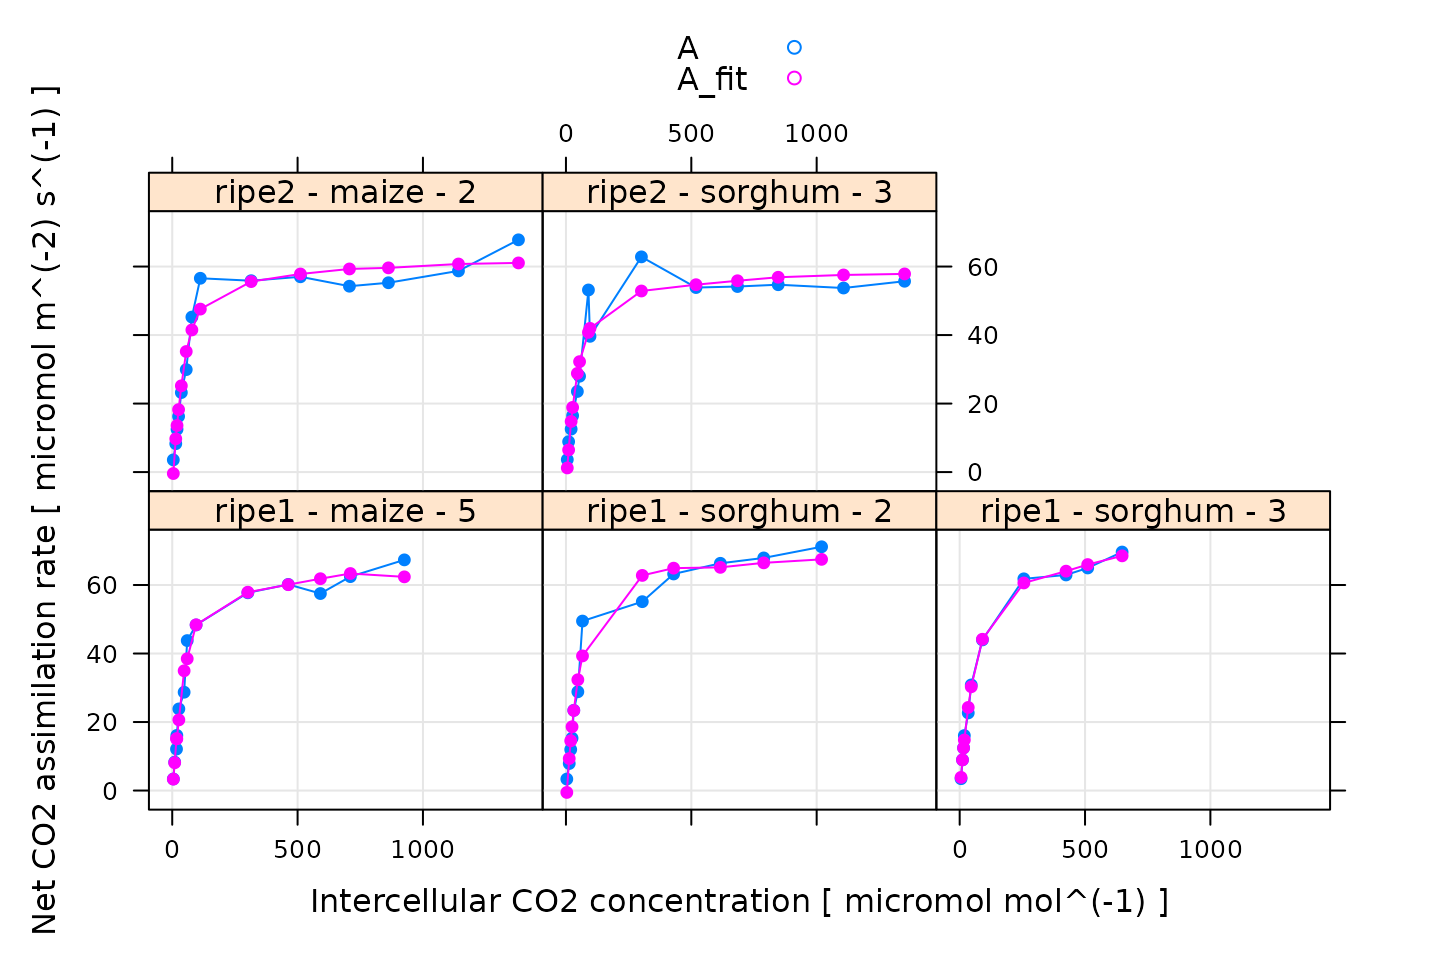 A
A_fit
0 500 1000
ripe2 - maize - 2 ripe2 - sorghum - 3
60
40
20
0
ripe1 - maize - 5 ripe1 - sorghum - 2 ripe1 - sorghum - 3
60
40
20
0
0 500 1000 0 500 1000
Intercellular CO2 concentration [ micromol mol^(-1) ]
Net CO2 assimilation rate [ micromol m^(-2) s^(-1) ]